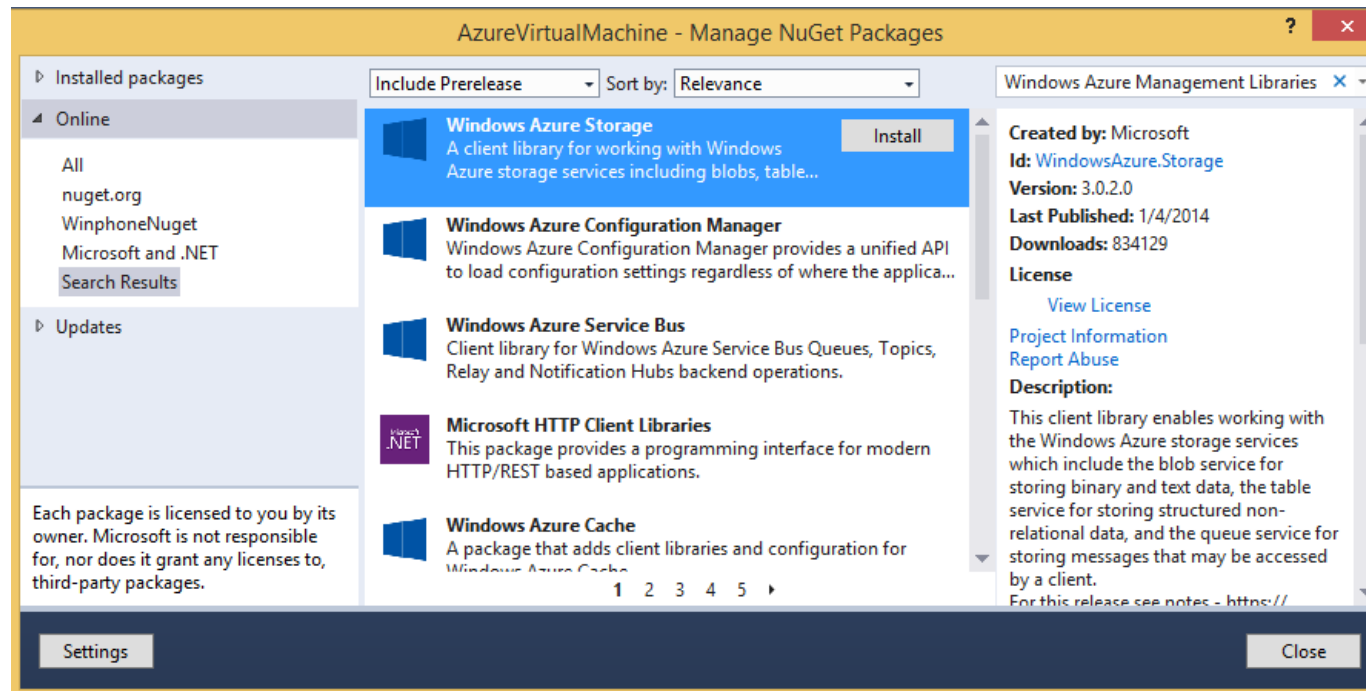 AzureVirtualMachine - Manage NuGet Packages
?
Installed packages
Online
All
nuget.org
WinphoneNuget
Microsoft and .NET
Search Results
Updates
Each package is licensed to you by its
owner. Microsoft is not responsible
for, nor does it grant any licenses to,
third-party packages.
Include Prerelease
Sort by: Relevance
Windows Azure Storage
A client library for working with Windows
Azure storage services including blobs, table...
Install
Windows Azure Configuration Manager
Windows Azure Configuration Manager provides a unified API
to load configuration settings regardless of where the applica...
Windows Azure Service Bus
Client library for Windows Azure Service Bus Queues, Topics,
Relay and Notification Hubs backend operations.
Microsoft
.NET
Microsoft HTTP Client Libraries
This package provides a programming interface for modern
HTTP/REST based applications.
Windows Azure Cache
A package that adds client libraries and configuration for
Windows Azure Cache
1 2 3 4 5
Windows Azure Management Libraries
Created by: Microsoft
Id: WindowsAzure.Storage
Version: 3.0.2.0
Last Published: 1/4/2014
Downloads: 834129
License
View License
Project Information
Report Abuse
Description:
This client library enables working with
the Windows Azure storage services
which include the blob service for
storing binary and text data, the table
service for storing structured non-
relational data, and the queue service for
storing messages that may be accessed
by a client.
For this release see notes - https://
Settings
Close